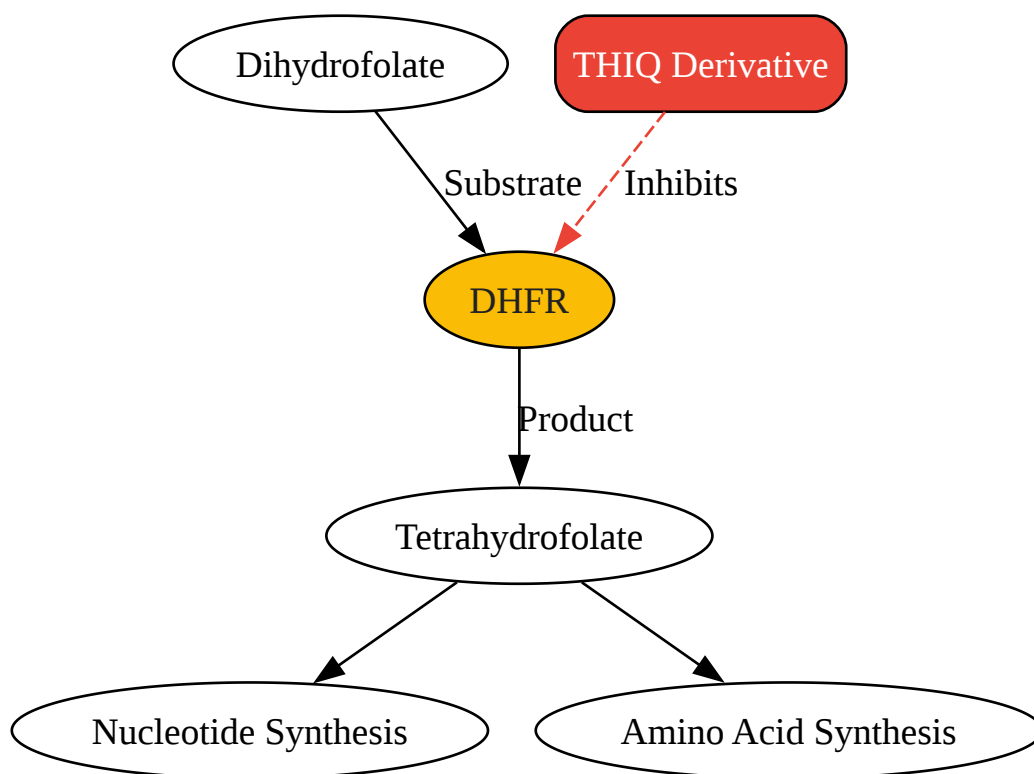 Dihydrofolate
THIQ Derivative
Substrate
Inhibits
DHFR
Product
Tetrahydrofolate
Nucleotide Synthesis
Amino Acid Synthesis